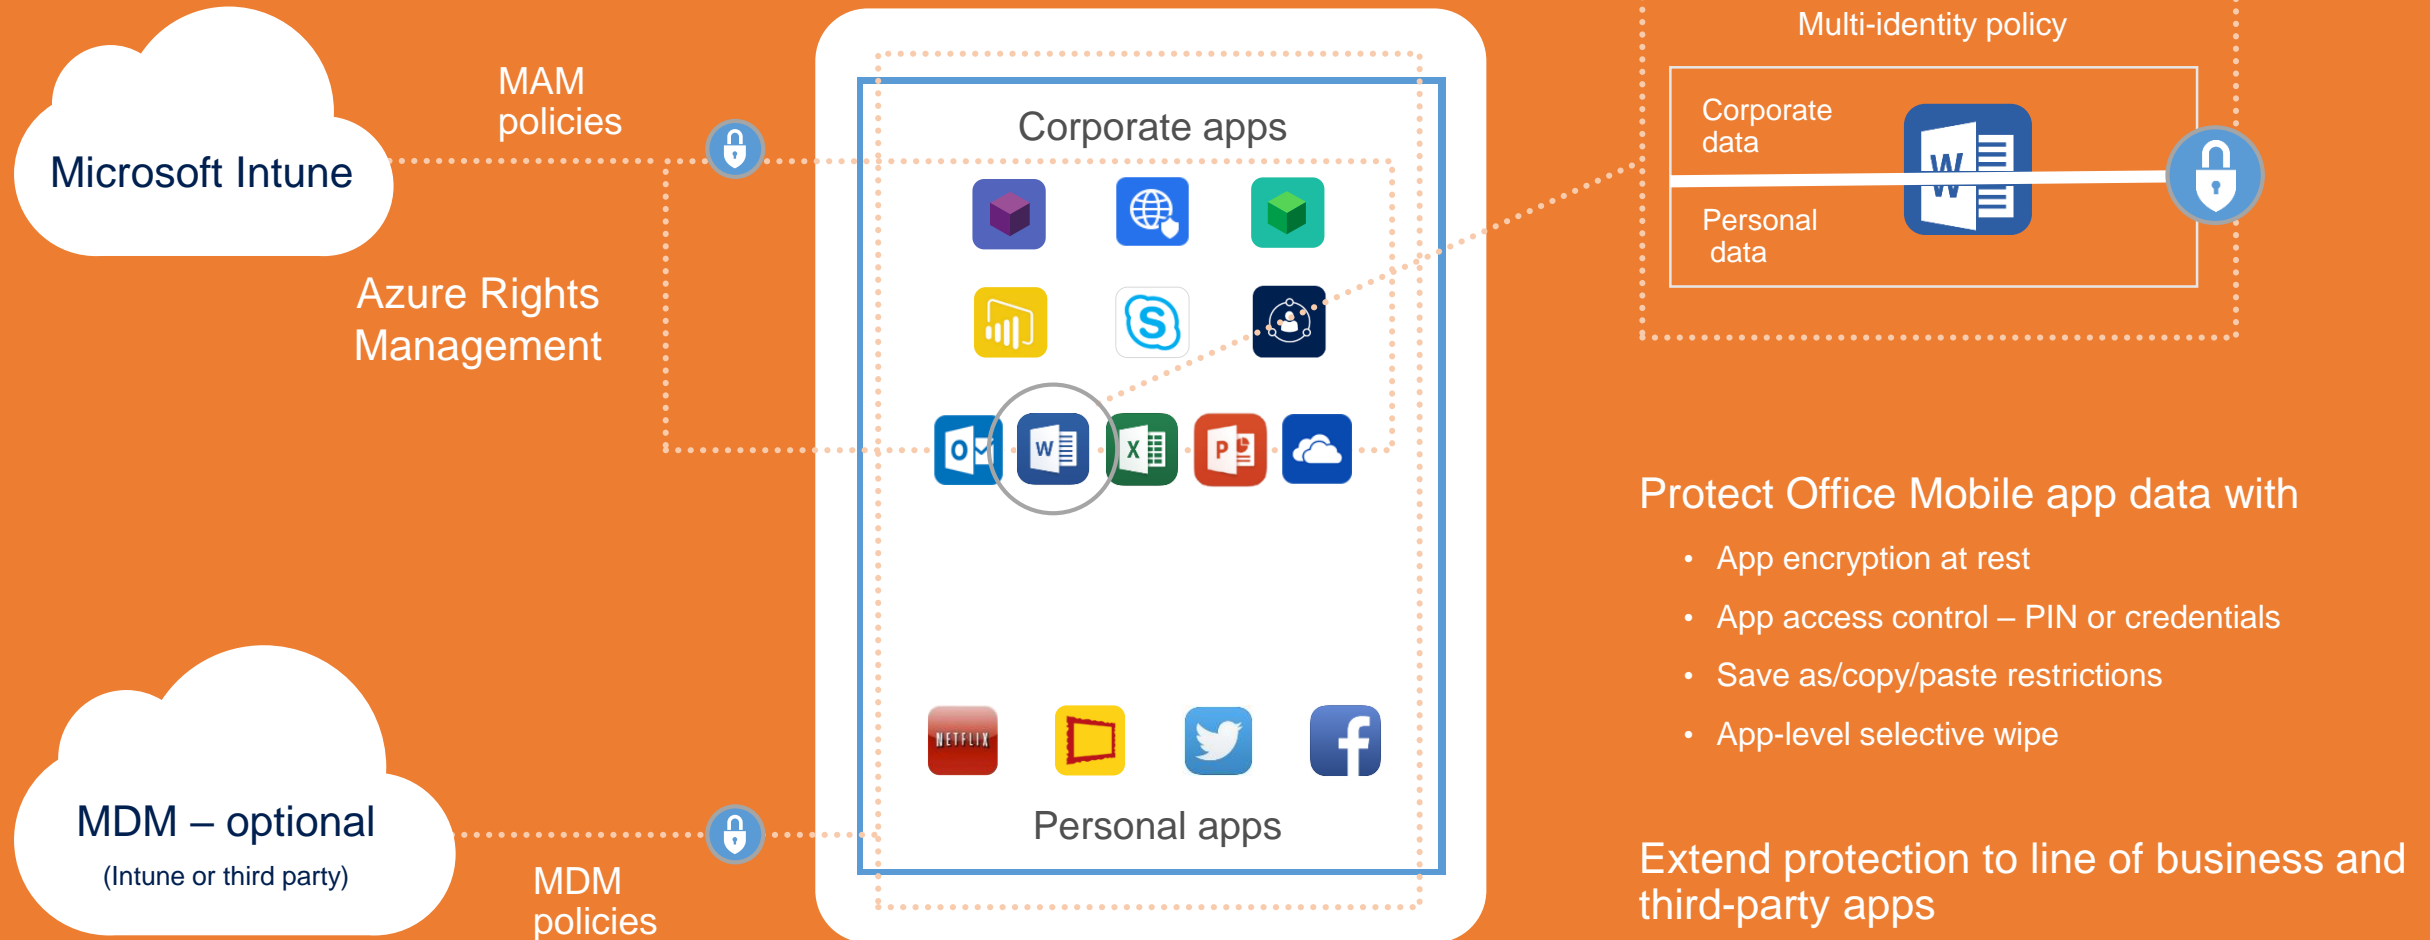 Microsoft Intune
MAM
policies
Azure Rights
Management
MDM – optional
(Intune or third party)
MDM
policies
Corporate apps
S
O
W
X
P
NETFLIX
f
Personal apps
Multi-identity policy
Corporate
data
W
W
Personal
data
Protect Office Mobile app data with
• App encryption at rest
• App access control – PIN or credentials
• Save as/copy/paste restrictions
• App-level selective wipe
Extend protection to line of business and
third-party apps